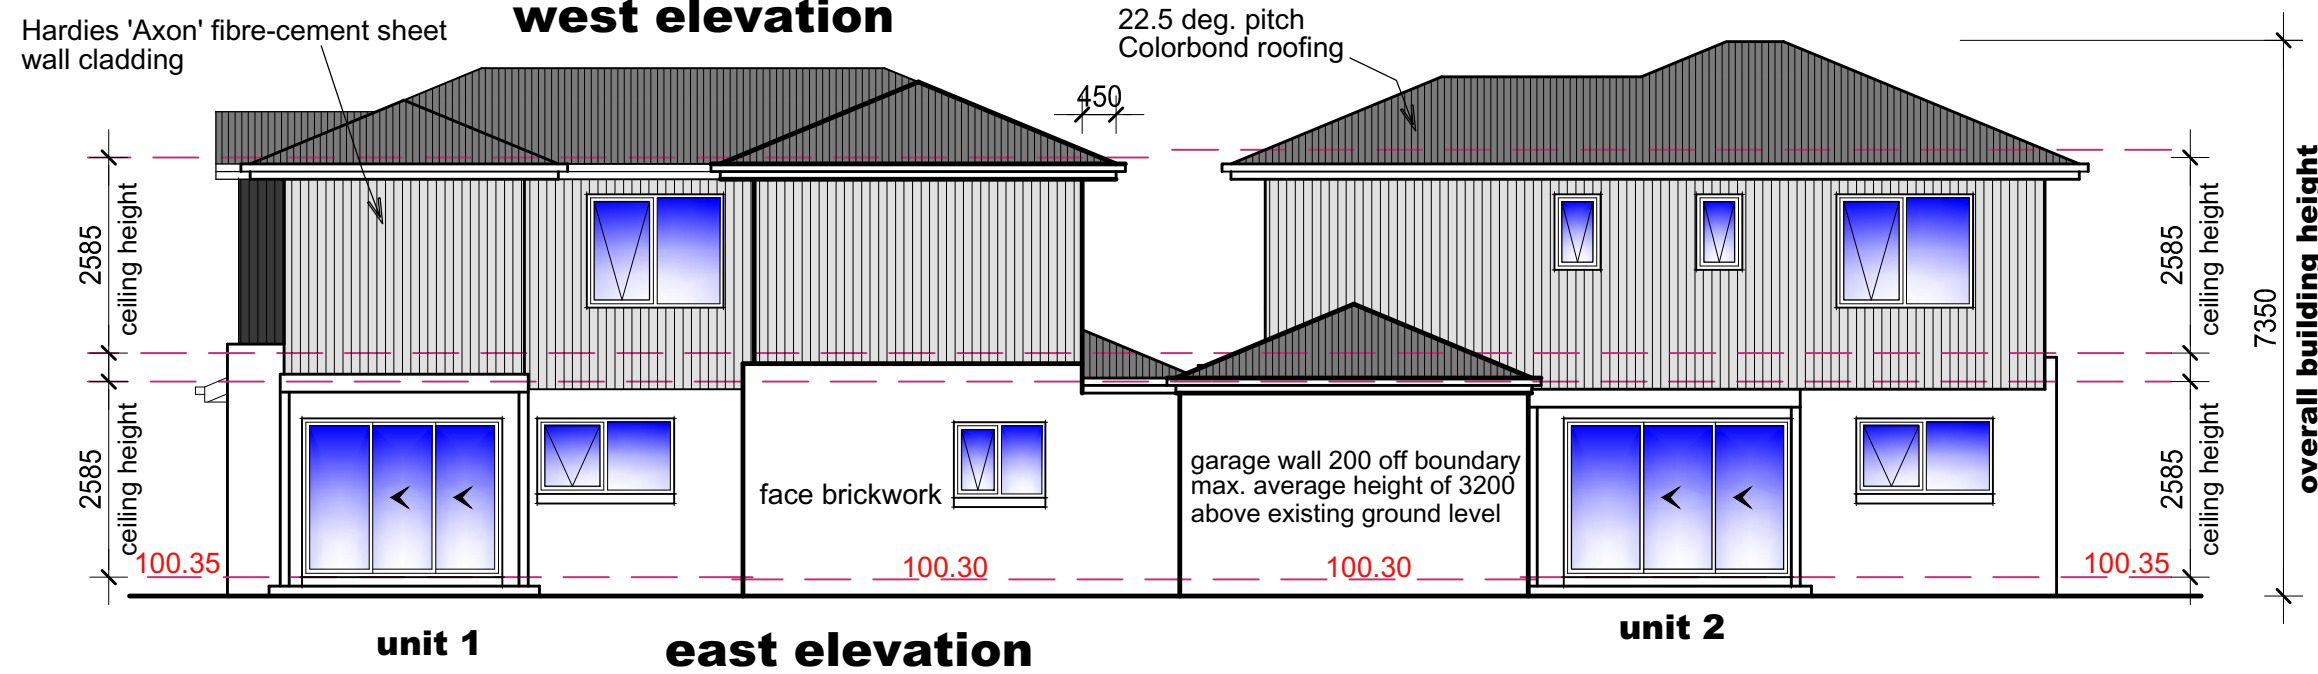 west elevation
Hardies 'Axon' fibre-cement sheet
wall cladding
22.5 deg. pitch
Colorbond roofing
450
2585
ceiling height
2585
ceiling height
2585
ceiling height
2585
ceiling height
7350
overall building height
face brickwork
garage wall 200 off boundary
max. average height of 3200
above existing ground level
100.35
100.30
100.30
100.35
unit 1
unit 2
east elevation